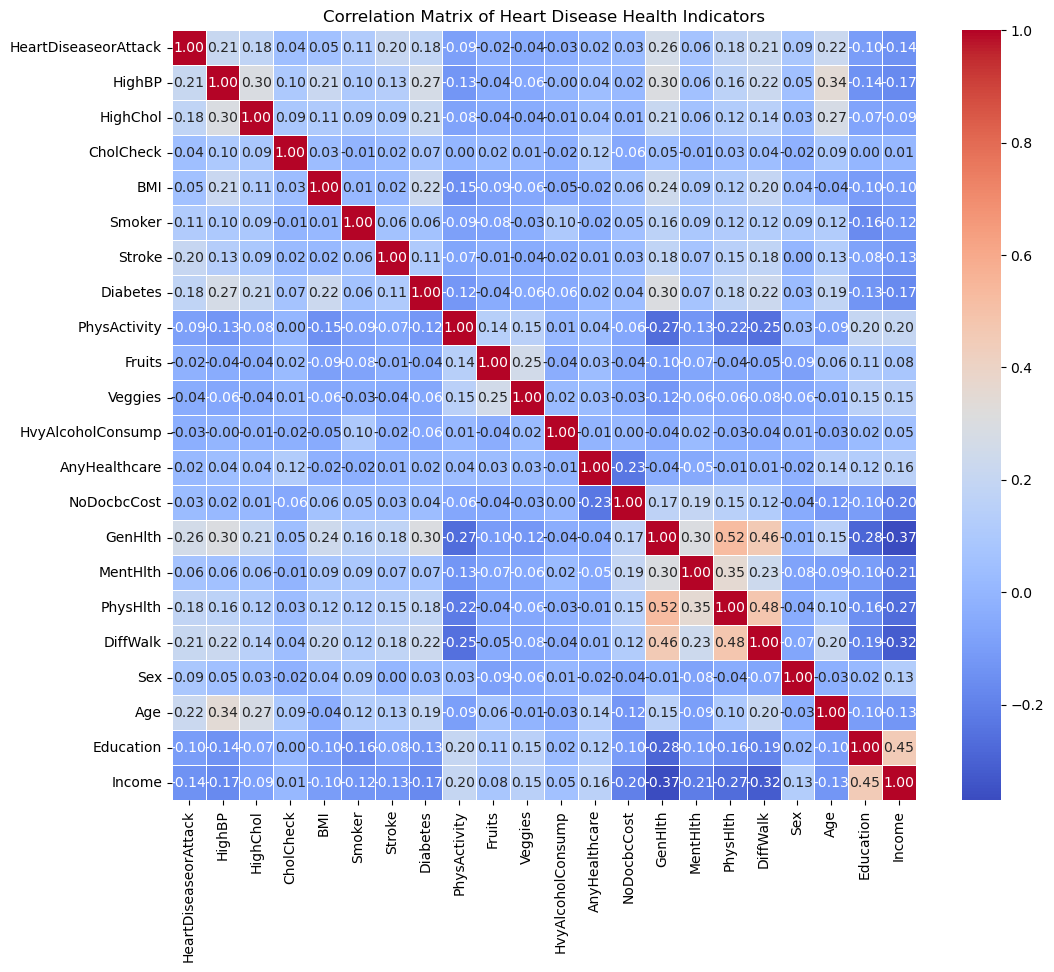 Correlation Matrix of Heart Disease Health Indicators
HeartDiseaseorAttack 1.00 0.21 0.18 0.04 0.05 0.11 0.20 0.18 -0.09 -0.02 -0.04 -0.03 0.02 0.03 0.26 0.06 0.18 0.21 0.09 0.22 -0.10 -0.14
HighBP 0.21 1.00 0.30 0.10 0.21 0.10 0.13 0.27 -0.13 -0.04 -0.06 -0.00 0.04 0.02 0.30 0.06 0.16 0.22 0.05 0.34 -0.14 -0.17
HighChol 0.18 0.30 1.00 0.09 0.11 0.09 0.09 0.21 -0.08 -0.04 -0.04 -0.01 0.04 0.01 0.21 0.06 0.12 0.14 0.03 0.27 -0.07 -0.09
CholCheck 0.04 0.10 0.09 1.00 0.03 -0.01 0.02 0.07 0.00 0.02 0.01 -0.02 0.12 -0.06 0.05 -0.01 0.03 0.04 -0.02 0.09 0.00 0.01
BMI 0.05 0.21 0.11 0.03 1.00 0.01 0.02 0.22 -0.15 -0.09 -0.06 -0.05 -0.02 0.06 0.24 0.09 0.12 0.20 0.04 -0.04 -0.10 -0.10
Smoker 0.11 0.10 0.09 -0.01 0.01 1.00 0.06 0.06 -0.09 -0.08 -0.03 0.10 -0.02 0.05 0.16 0.09 0.12 0.12 0.09 0.12 -0.16 -0.12
Stroke 0.20 0.13 0.09 0.02 0.02 0.06 1.00 0.11 -0.07 -0.01 -0.04 -0.02 0.01 0.03 0.18 0.07 0.15 0.18 0.00 0.13 -0.08 -0.13
Diabetes 0.18 0.27 0.21 0.07 0.22 0.06 0.11 1.00 -0.12 -0.04 -0.06 -0.06 0.02 0.04 0.30 0.07 0.18 0.22 0.03 0.19 -0.13 -0.17
PhysActivity -0.09 -0.13 -0.08 0.00 -0.15 -0.09 -0.07 -0.12 1.00 0.14 0.15 0.01 0.04 -0.06 -0.27 -0.13 -0.22 -0.25 0.03 -0.09 0.20 0.20
Fruits -0.02 -0.04 -0.04 0.02 -0.09 -0.08 -0.01 -0.04 0.14 1.00 0.25 -0.04 0.03 -0.04 -0.10 -0.07 -0.04 -0.05 -0.09 0.06 0.11 0.08
Veggies -0.04 -0.06 -0.04 0.01 -0.06 -0.03 -0.04 -0.06 0.15 0.25 1.00 0.02 0.03 -0.03 -0.12 -0.06 -0.06 -0.08 -0.06 -0.01 0.15 0.15
HvyAlcoholConsump -0.03 -0.00 -0.01 -0.02 -0.05 0.10 -0.02 -0.06 0.01 -0.04 0.02 1.00 -0.01 0.00 -0.04 0.02 -0.03 -0.04 0.01 -0.03 0.02 0.05
AnyHealthcare 0.02 0.04 0.04 0.12 -0.02 -0.02 0.01 0.02 0.04 0.03 0.03 -0.01 1.00 -0.23 -0.04 -0.05 -0.01 0.01 -0.02 0.14 0.12 0.16
NoDocbcCost 0.03 0.02 0.01 -0.06 0.06 0.05 0.03 0.04 -0.06 -0.04 -0.03 0.00 -0.23 1.00 0.17 0.19 0.15 0.12 -0.04 -0.12 -0.10 -0.20
GenHlth 0.26 0.30 0.21 0.05 0.24 0.16 0.18 0.30 -0.27 -0.10 -0.12 -0.04 -0.04 0.17 1.00 0.30 0.52 0.46 -0.01 0.15 -0.28 -0.37
MentHlth 0.06 0.06 0.06 -0.01 0.09 0.09 0.07 0.07 -0.13 -0.07 -0.06 0.02 -0.05 0.19 0.30 1.00 0.35 0.23 -0.08 -0.09 -0.10 -0.21
PhysHlth 0.18 0.16 0.12 0.03 0.12 0.12 0.15 0.18 -0.22 -0.04 -0.06 -0.03 -0.01 0.15 0.52 0.35 1.00 0.48 -0.04 0.10 -0.16 -0.27
DiffWalk 0.21 0.22 0.14 0.04 0.20 0.12 0.18 0.22 -0.25 -0.05 -0.08 -0.04 0.01 0.12 0.46 0.23 0.48 1.00 -0.07 0.20 -0.19 -0.32
Sex 0.09 0.05 0.03 -0.02 0.04 0.09 0.00 0.03 0.03 -0.09 -0.06 0.01 -0.02 -0.04 -0.01 -0.08 -0.04 -0.07 1.00 -0.03 0.02 0.13
Age 0.22 0.34 0.27 0.09 -0.04 0.12 0.13 0.19 -0.09 0.06 -0.01 -0.03 0.14 -0.12 0.15 -0.09 0.10 0.20 -0.03 1.00 -0.10 -0.13
Education -0.10 -0.14 -0.07 0.00 -0.10 -0.16 -0.08 -0.13 0.20 0.11 0.15 0.02 0.12 -0.10 -0.28 -0.10 -0.16 -0.19 0.02 -0.10 1.00 0.45
Income -0.14 -0.17 -0.09 0.01 -0.10 -0.12 -0.13 -0.17 0.20 0.08 0.15 0.05 0.16 -0.20 -0.37 -0.21 -0.27 -0.32 0.13 -0.13 0.45 1.00
HeartDiseaseorAttack
HighBP
HighChol
CholCheck
BMI
Smoker
Stroke
Diabetes
PhysActivity
Fruits
Veggies
HvyAlcoholConsump
AnyHealthcare
NoDocbcCost
GenHlth
MentHlth
PhysHlth
DiffWalk
Sex
Age
Education
Income
1.0
0.8
0.6
0.4
0.2
0.0
−0.2